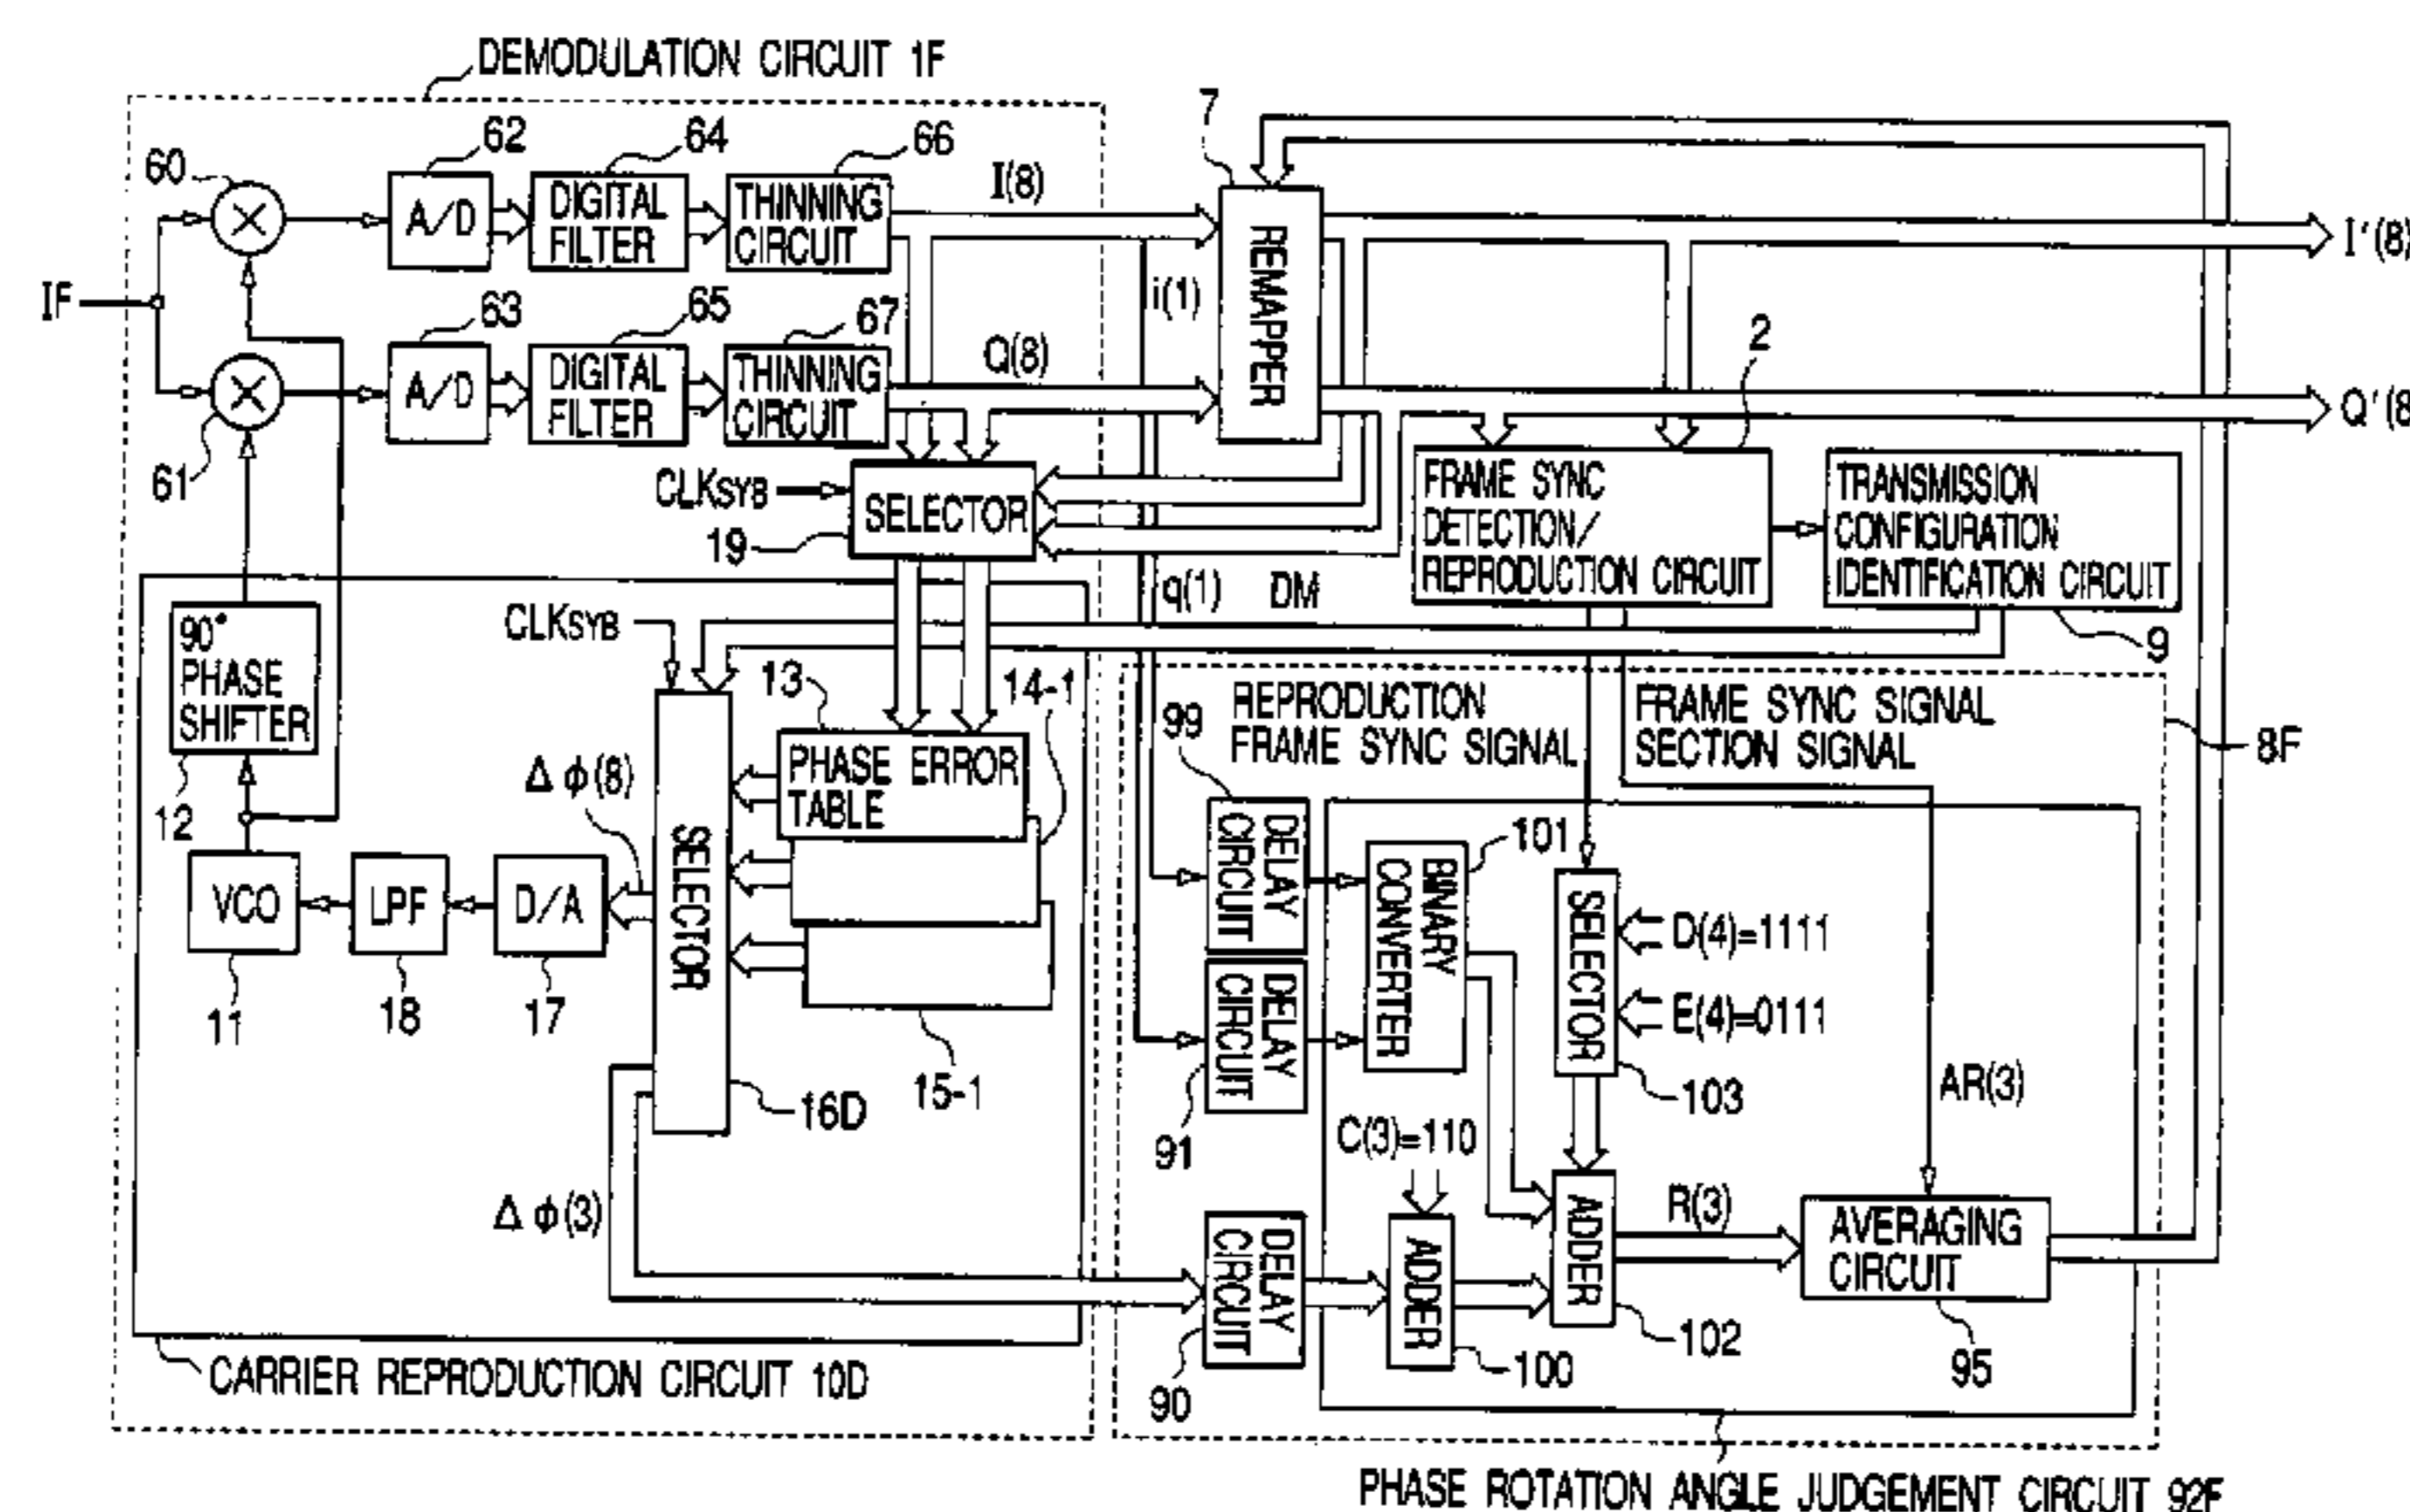 DEMODULATION CIRCUIT 1F
60
62
64
66
7
A/D
DIGITAL
FILTER
THINNING
CIRCUIT
I(8)
REMAPPER
I'(8)
IF
i(1)
61
63
65
67
A/D
DIGITAL
FILTER
THINNING
CIRCUIT
Q(8)
2
Q'(8
CLKSYB
SELECTOR
19
FRAME SYNC
DETECTION/
REPRODUCTION CIRCUIT
TRANSMISSION
CONFIGURATION
IDENTIFICATION CIRCUIT
9
q(1)
DM
90°
PHASE
SHIFTER
12
CLKSYB
13
14-1
PHASE ERROR
TABLE
15-1
SELECTOR
16D
Δφ(8)
VCO
11
LPF
18
D/A
17
Δφ(3)
CARRIER REPRODUCTION CIRCUIT 10D
REPRODUCTION
FRAME SYNC SIGNAL
FRAME SYNC SIGNAL
SECTION SIGNAL
8F
99
DELAY
CIRCUIT
DELAY
CIRCUIT
91
101
BINARY
CONVERTER
SELECTOR
D(4)=1111
E(4)=0111
103
AR(3)
C(3)=110
DELAY
CIRCUIT
90
ADDER
100
ADDER
102
R(3)
AVERAGING
CIRCUIT
95
PHASE ROTATION ANGLE JUDGEMENT CIRCUIT 92F